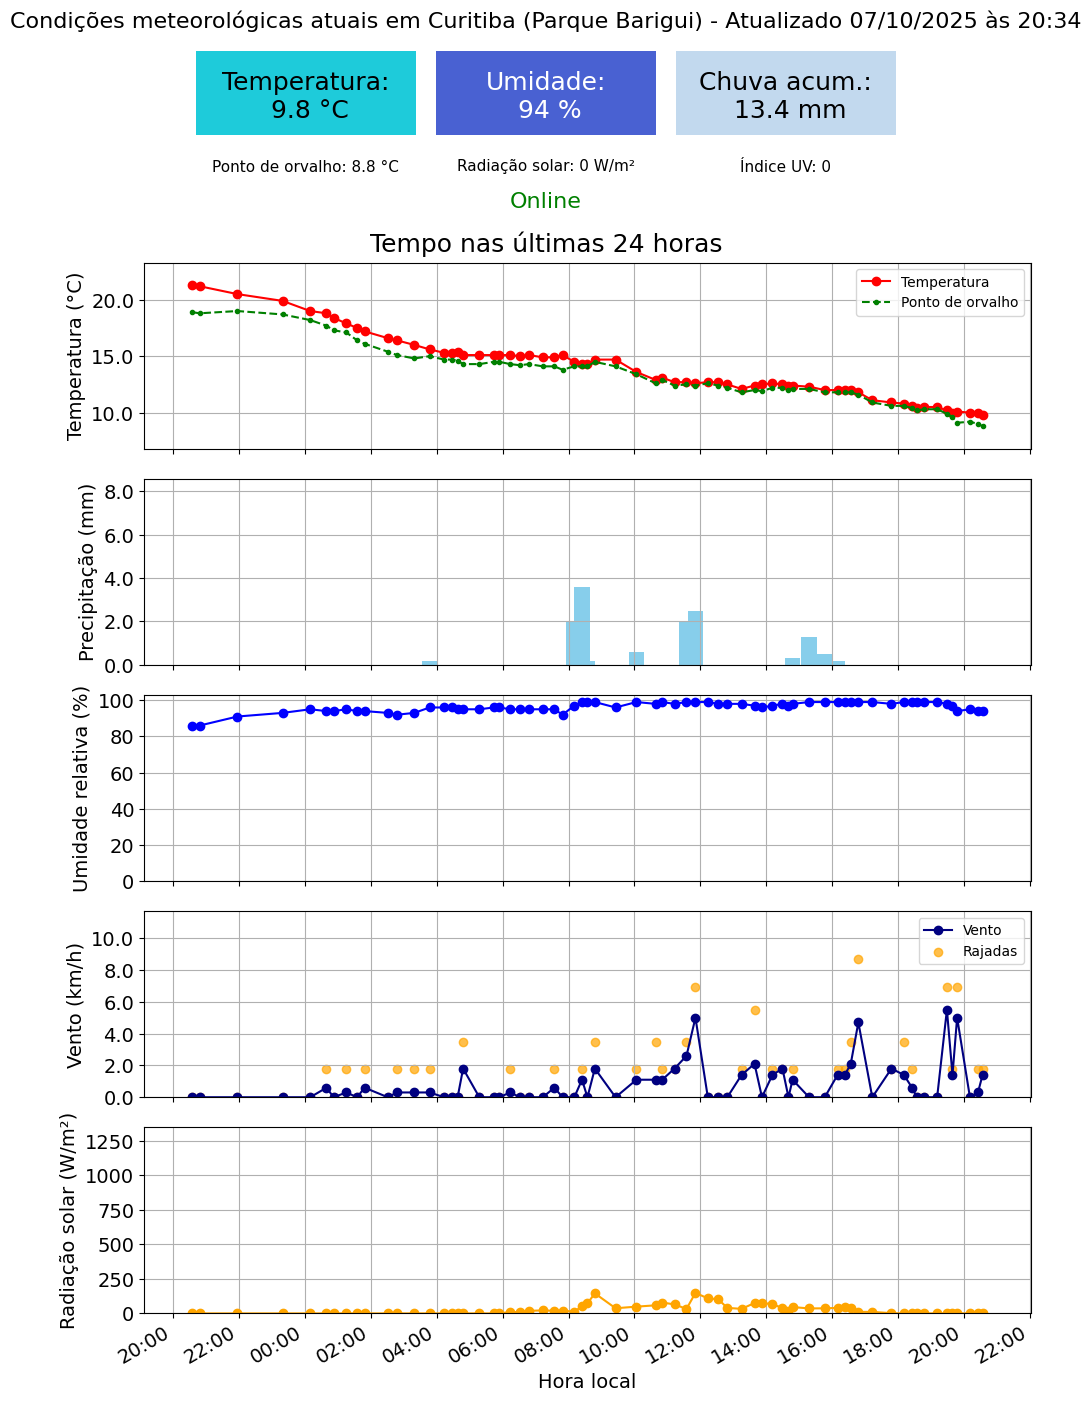 Condições meteorológicas atuais em Curitiba (Parque Barigui) - Atualizado 07/10/2025 às 20:34
Temperatura:
9.8 °C
Umidade:
94 %
Chuva acum.:
13.4 mm
Ponto de orvalho: 8.8 °C
Radiação solar: 0 W/m²
Índice UV: 0
Online
Tempo nas últimas 24 horas
Temperatura (°C)
20.0
15.0
10.0
Temperatura
Ponto de orvalho
Precipitação (mm)
8.0
6.0
4.0
2.0
0.0
Umidade relativa (%)
100
80
60
40
20
0
Vento (km/h)
10.0
8.0
6.0
4.0
2.0
0.0
Vento
Rajadas
Radiação solar (W/m²)
1250
1000
750
500
250
0
20:00
22:00
00:00
02:00
04:00
06:00
08:00
10:00
12:00
14:00
16:00
18:00
20:00
22:00
Hora local